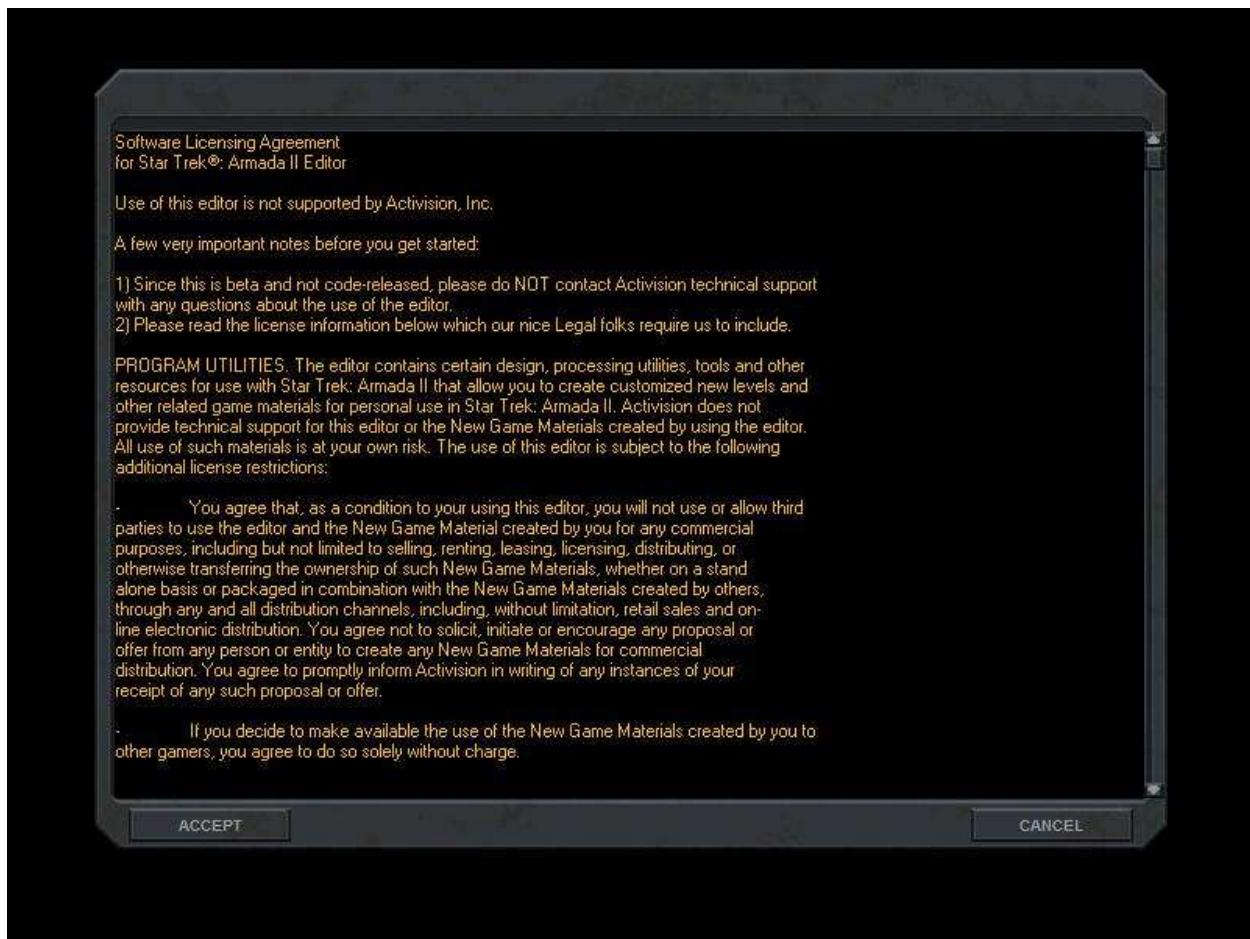 Software Licensing Agreement
for Star Trek®: Armada II Editor
Use of this editor is not supported by Activision, Inc.
A few very important notes before you get started:
1) Since this is beta and not code-released, please do NOT contact Activision technical support
with any questions about the use of the editor.
2) Please read the license information below which our nice Legal folks require us to include.
PROGRAM UTILITIES. The editor contains certain design, processing utilities, tools and other
resources for use with Star Trek: Armada II that allow you to create customized new levels and
other related game materials for personal use in Star Trek: Armada II. Activision does not
provide technical support for this editor or the New Game Materials created by using the editor.
All use of such materials is at your own risk. The use of this editor is subject to the following
additional license restrictions:
- You agree that, as a condition to your using this editor, you will not use or allow third
parties to use the editor and the New Game Material created by you for any commercial
purposes, including but not limited to selling, renting, leasing, licensing, distributing, or
otherwise transferring the ownership of such New Game Materials, whether on a stand
alone basis or packaged in combination with the New Game Materials created by others,
through any and all distribution channels, including, without limitation, retail sales and on-
line electronic distribution. You agree not to solicit, initiate or encourage any proposal or
offer from any person or entity to create any New Game Materials for commercial
distribution. You agree to promptly inform Activision in writing of any instances of your
receipt of any such proposal or offer.
- If you decide to make available the use of the New Game Materials created by you to
other gamers, you agree to do so solely without charge.
ACCEPT
CANCEL